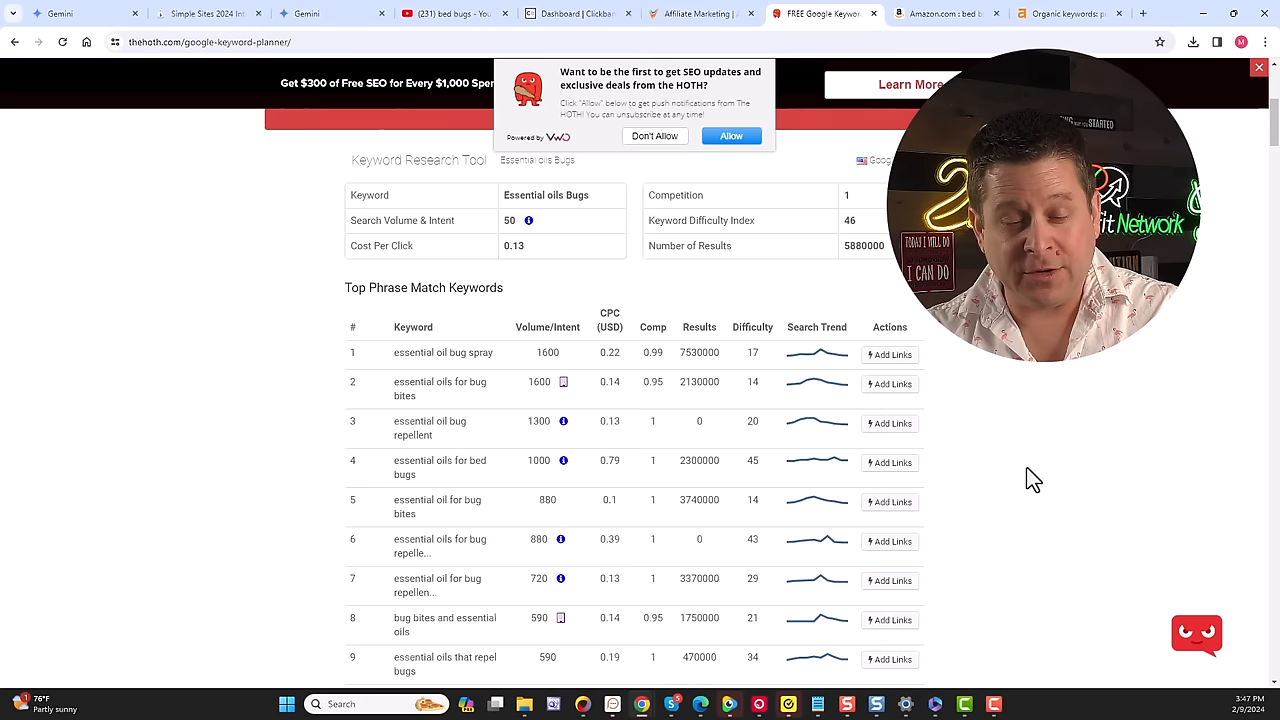 Gemini
Simple Sites 2024 Int
Gemini
(231) bed bugs - You
Dashboard | Clickban
Affiliate Marketing |
FREE Google Keywor
Amazon.com : bed b
Organic keywords: p
thehoth.com/google-keyword-planner/
M
Get $300 of Free SEO for Every $1,000 Spen
Learn More
Want to be the first to get SEO updates and
exclusive deals from the HOTH?
Click "Allow" below to get push notifications from The
HOTH! You can unsubscribe at any time!
Powered by VWO
Don't Allow
Allow
STARTED
it Network
TODAY I WILL DO
I CAN DO
Keyword Research Tool Essential oils Bugs
Goog
Keyword Essential oils Bugs
Search Volume & Intent 50
Cost Per Click 0.13
Competition 1
Keyword Difficulty Index 46
Number of Results 5880000
Top Phrase Match Keywords
# Keyword Volume/Intent CPC (USD) Comp Results Difficulty Search Trend Actions
1 essential oil bug spray 1600 0.22 0.99 7530000 17 Add Links
2 essential oils for bug bites 1600 0.14 0.95 2130000 14 Add Links
3 essential oil bug repellent 1300 0.13 1 0 20 Add Links
4 essential oils for bed bugs 1000 0.79 1 2300000 45 Add Links
5 essential oil for bug bites 880 0.1 1 3740000 14 Add Links
6 essential oils for bug repelle... 880 0.39 1 0 43 Add Links
7 essential oil for bug repellen... 720 0.13 1 3370000 29 Add Links
8 bug bites and essential oils 590 0.14 0.95 1750000 21 Add Links
9 essential oils that repel bugs 590 0.19 1 470000 34 Add Links
1
76°F
Partly sunny
Search
5
3:47 PM
2/9/2024